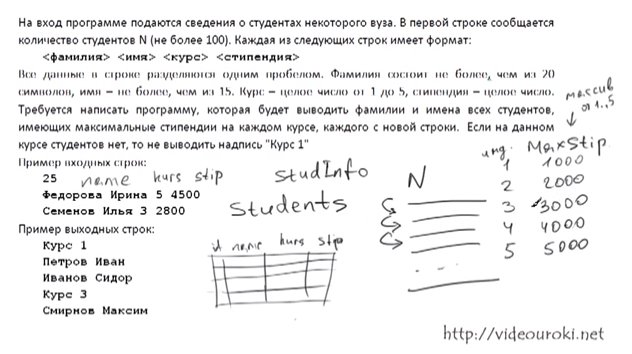 На вход программе подаются сведения о студентах некоторого вуза. В первой строке сообщается
количество студентов N (не более 100). Каждая из следующих строк имеет формат:
<фамилия> <имя> <курс> <стипендия>
Все данные в строке разделяются одним пробелом. Фамилия состоит не более, чем из 20
символов, имя – не более, чем из 15. Курс – целое число от 1 до 5, стипендия – целое число.
Требуется написать программу, которая будет выводить фамилии и имена всех студентов,
имеющих максимальные стипендии на каждом курсе, каждого с новой строки. Если на данном
курсе студентов нет, то не выводить надпись "Курс 1"
массив
от 1..5
Пример входных строк:
25
name kurs stip
Федорова Ирина 5 4500
Семенов Илья 3 2800
Пример выходных строк:
Курс 1
Петров Иван
Иванов Сидор
Курс 3
Смирнов Максим
StudInfo
Students
id name kurs stip
N
инд. MaxStip
1 1000
2 2000
3 3000
4 4000
5 5000
http://videouroki.net